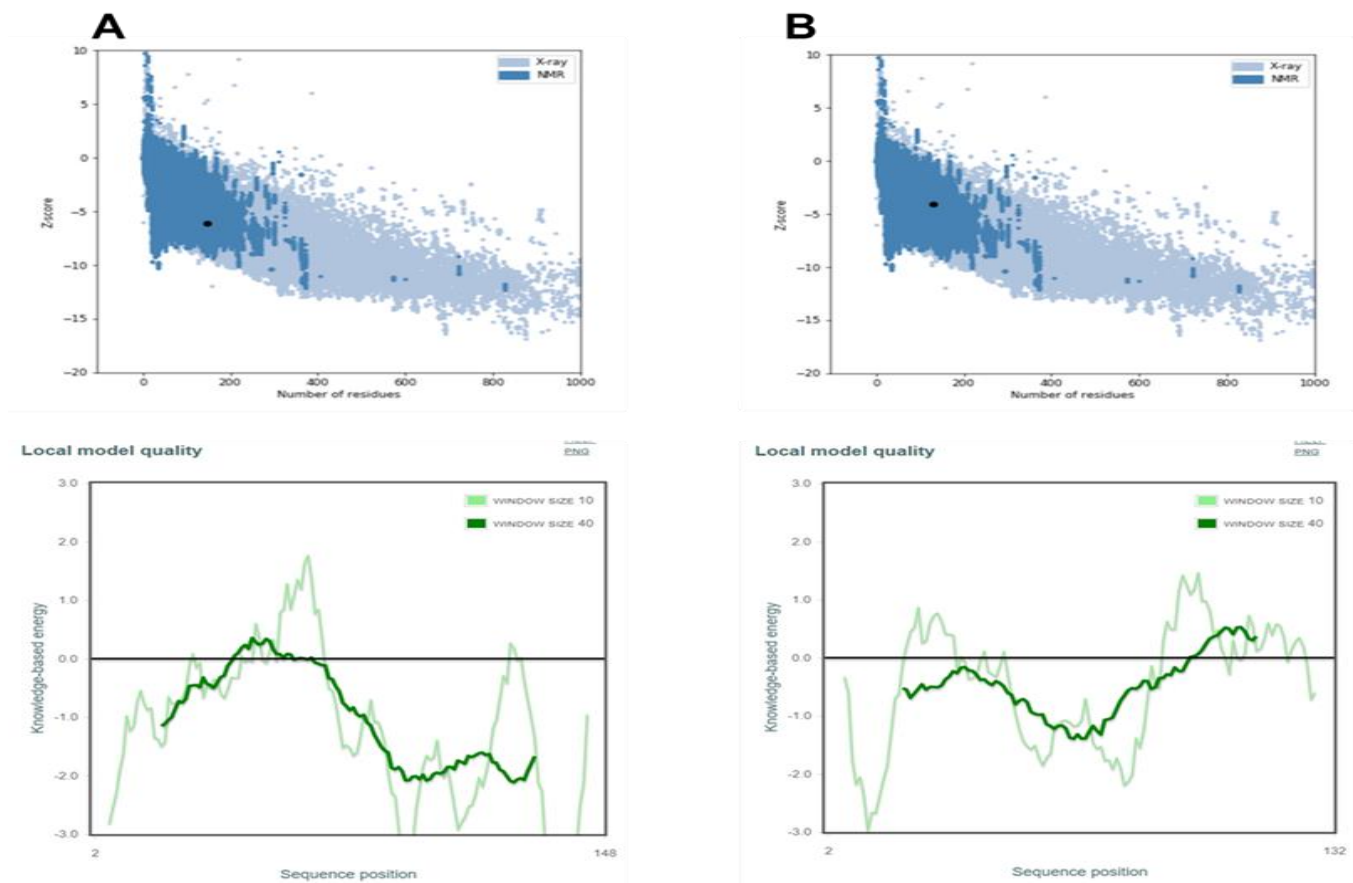 A
B
10
5
0
−5
−10
−15
−20
Z-score
X-ray
NMR
0
200
400
600
800
1000
Number of residues
10
5
0
−5
−10
−15
−20
Z-score
X-ray
NMR
0
200
400
600
800
1000
Number of residues
Local model quality
PNG
3.0
2.0
1.0
0.0
-1.0
-2.0
-3.0
Knowledge-based energy
WINDOW SIZE 10
WINDOW SIZE 40
2
148
Sequence position
Local model quality
PNG
3.0
2.0
1.0
0.0
-1.0
-2.0
-3.0
Knowledge-based energy
WINDOW SIZE 10
WINDOW SIZE 40
2
132
Sequence position